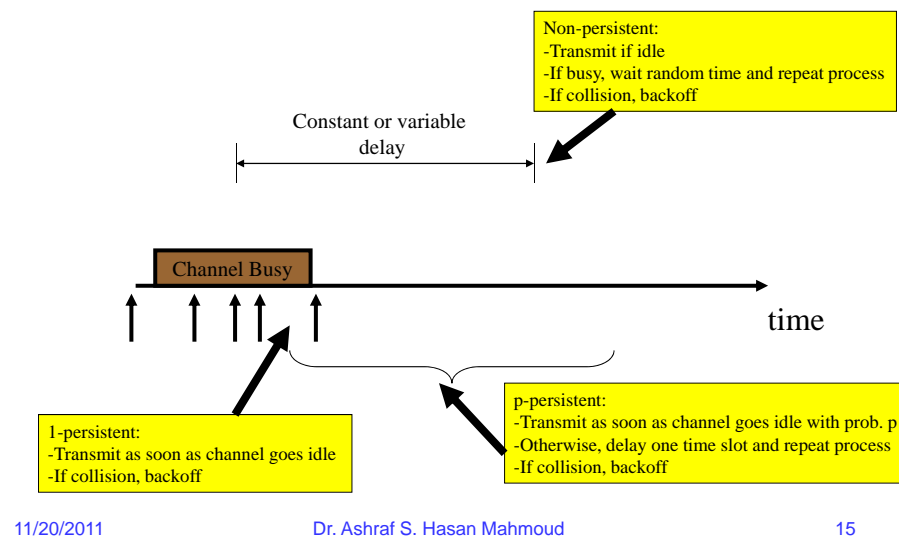 Non-persistent:
-Transmit if idle
-If busy, wait random time and repeat process
-If collision, backoff
Constant or variable
delay
Channel Busy
time
1-persistent:
-Transmit as soon as channel goes idle
-If collision, backoff
p-persistent:
-Transmit as soon as channel goes idle with prob. p
-Otherwise, delay one time slot and repeat process
-If collision, backoff
11/20/2011
Dr. Ashraf S. Hasan Mahmoud
15